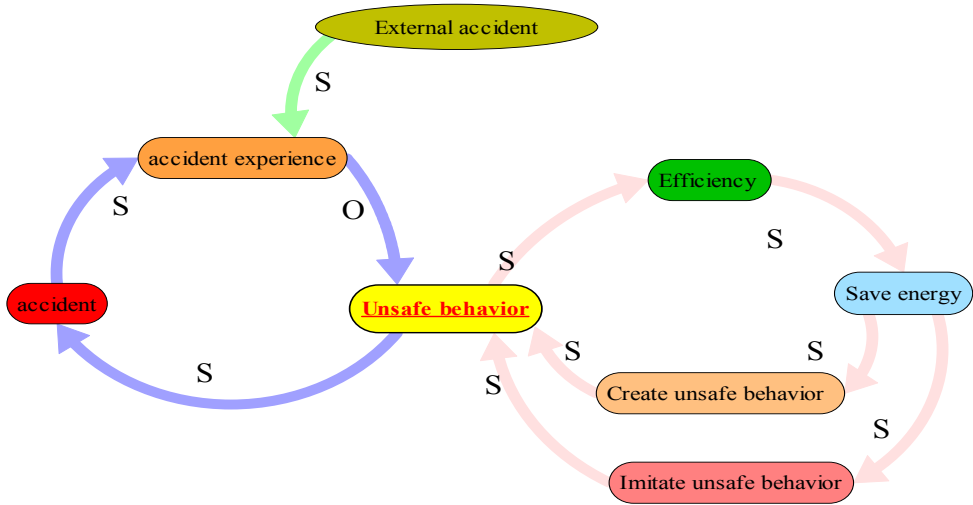 External accident
S
accident experience
S
O
Efficiency
S
S
accident
Unsafe behavior
Save energy
S
S
S
S
Create unsafe behavior
S
Imitate unsafe behavior